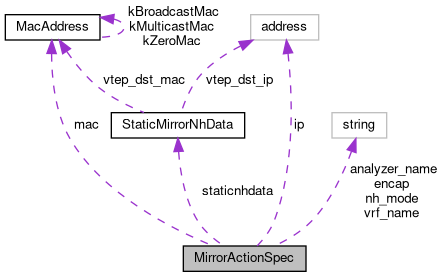 MacAddress
kBroadcastMac
kMulticastMac
kZeroMac
address
vtep_dst_mac
vtep_dst_ip
mac
StaticMirrorNhData
ip
string
staticnhdata
analyzer_name
encap
nh_mode
vrf_name
MirrorActionSpec